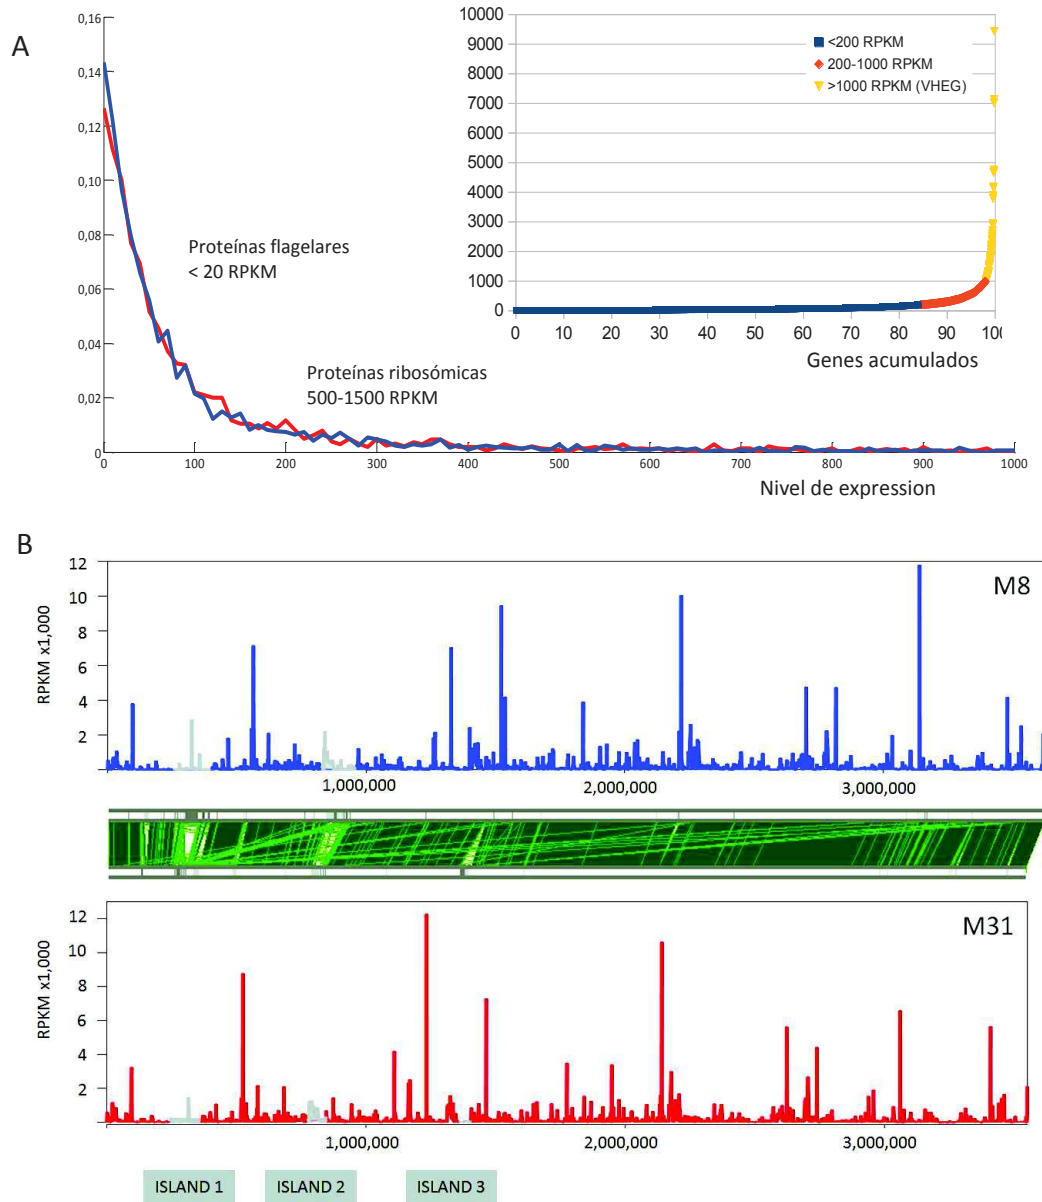 A
0,16
0,14
0,12
0,10
0,08
0,06
0,04
0,02
0
0 100 200 300 400 500 600 700 800 900 1000
Proteínas flagelares
< 20 RPKM
Proteínas ribosómicas
500-1500 RPKM
Nivel de expression
10000
9000
8000
7000
6000
5000
4000
3000
2000
1000
0
0 10 20 30 40 50 60 70 80 90 100
<200 RPKM
200-1000 RPKM
>1000 RPKM (VHEG)
Genes acumulados
B
M8
RPKM x1,000
12
10
8
6
4
2
1,000,000 2,000,000 3,000,000
M31
RPKM x1,000
12
10
8
6
4
2
1,000,000 2,000,000 3,000,000
ISLAND 1 ISLAND 2 ISLAND 3